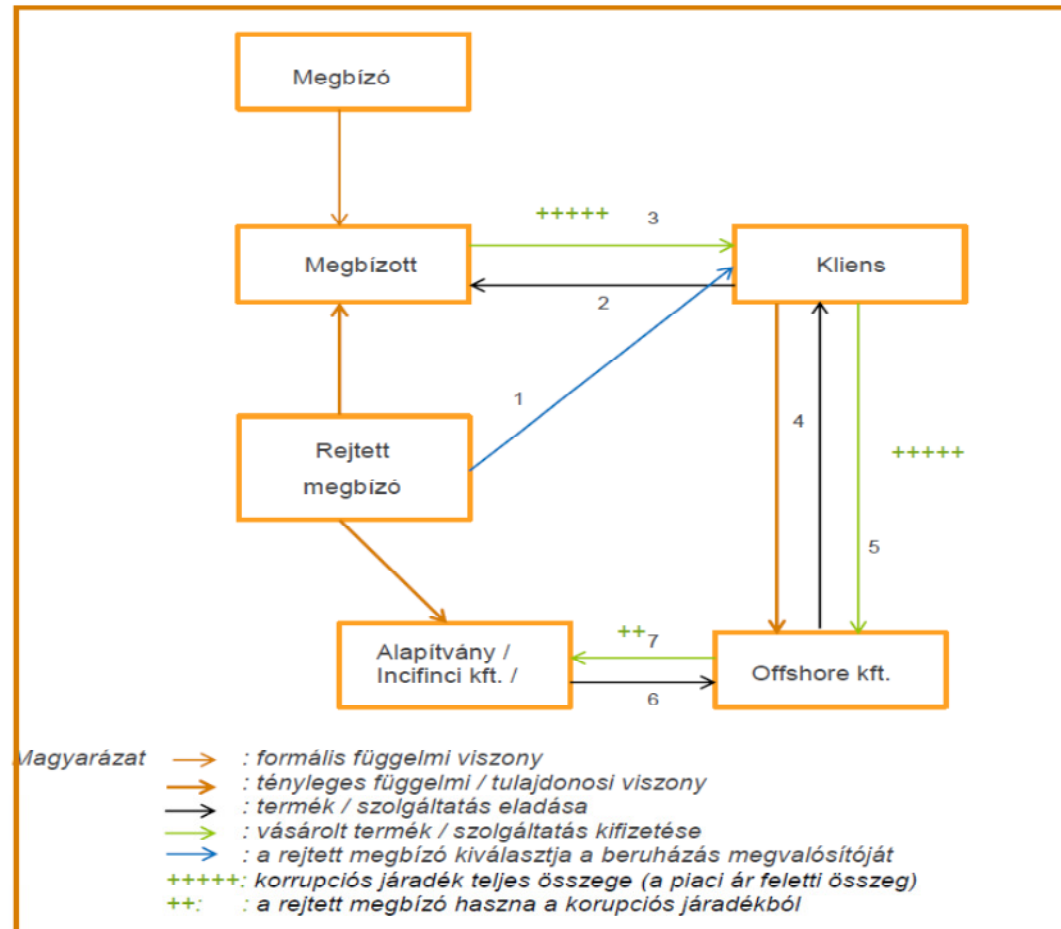 Megbízó
+++++ 3
Megbízott
Kliens
2
1
Rejtett
megbízó
4
+++++
5
Alapítvány /
Incifinci kft. /
++ 7
6
Offshore kft.
Magyarázat : formális függelmi viszony
: tényleges függelmi / tulajdonosi viszony
: termék / szolgáltatás eladása
: vásárolt termék / szolgáltatás kifizetése
: a rejtett megbízó kiválasztja a beruházás megvalósítóját
+++++: korrupciós járadék teljes összege (a piaci ár feletti összeg)
++: : a rejtett megbízó haszna a korupciós járadékból